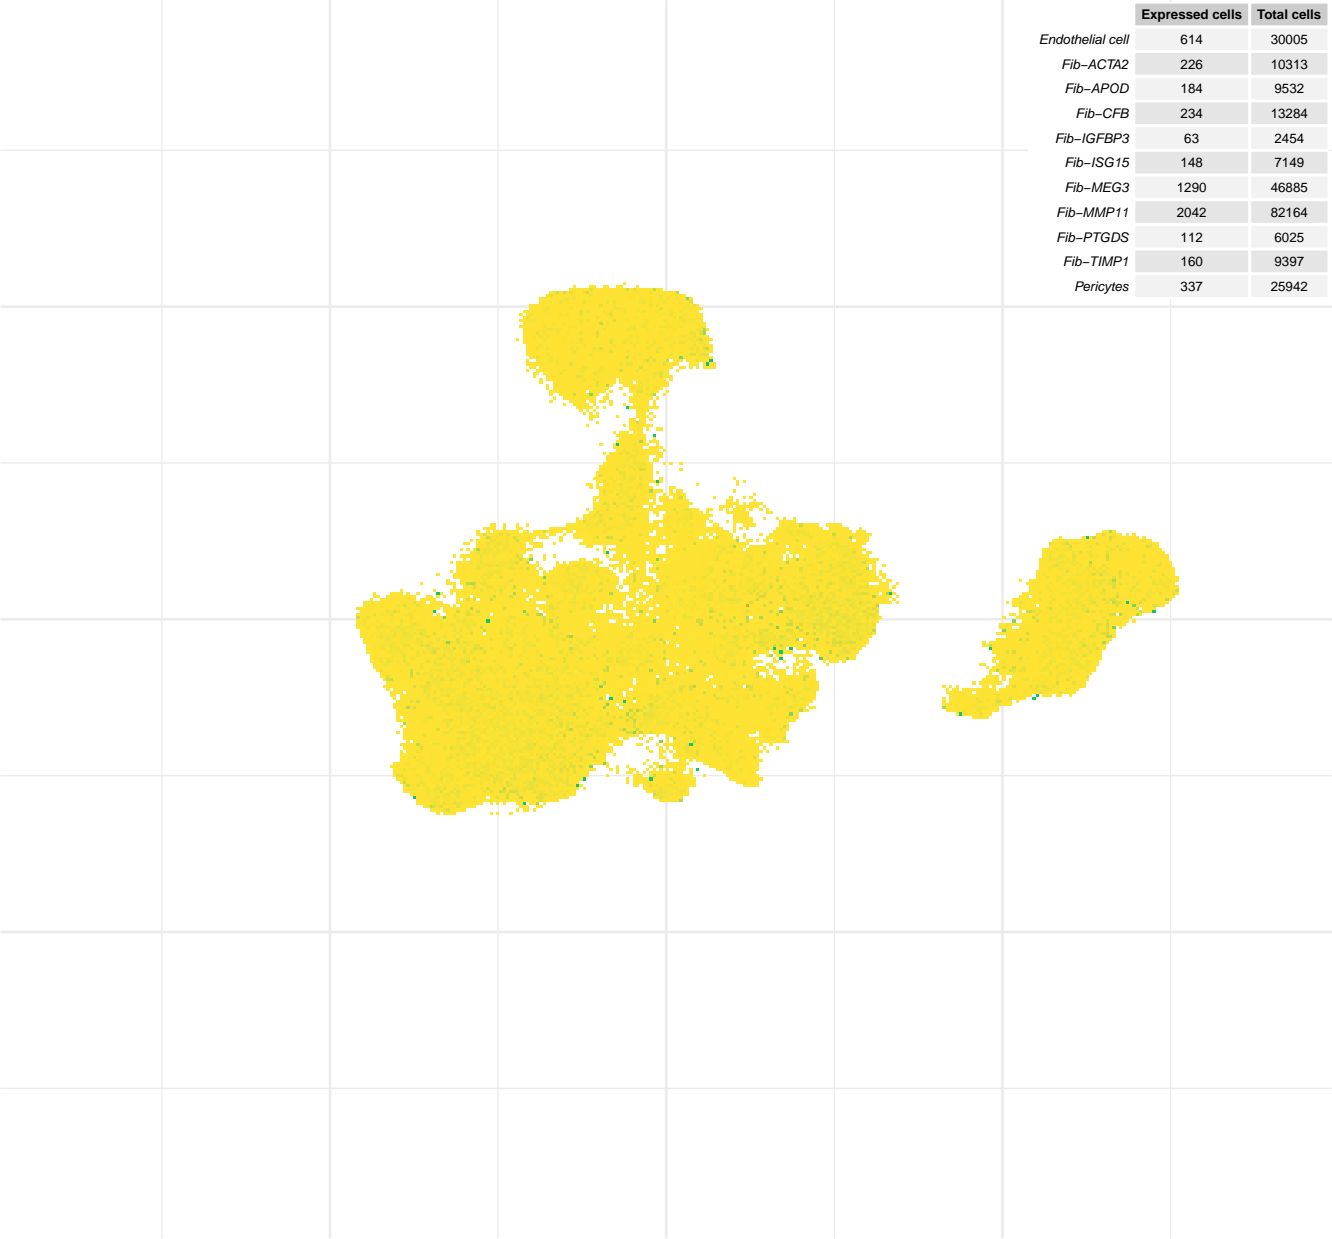 Expressed cells Total cells
Endothelial cell 614 30005
Fib−ACTA2 226 10313
Fib−APOD 184 9532
Fib−CFB 234 13284
Fib−IGFBP3 63 2454
Fib−ISG15 148 7149
Fib−MEG3 1290 46885
Fib−MMP11 2042 82164
Fib−PTGDS 112 6025
Fib−TIMP1 160 9397
Pericytes 337 25942